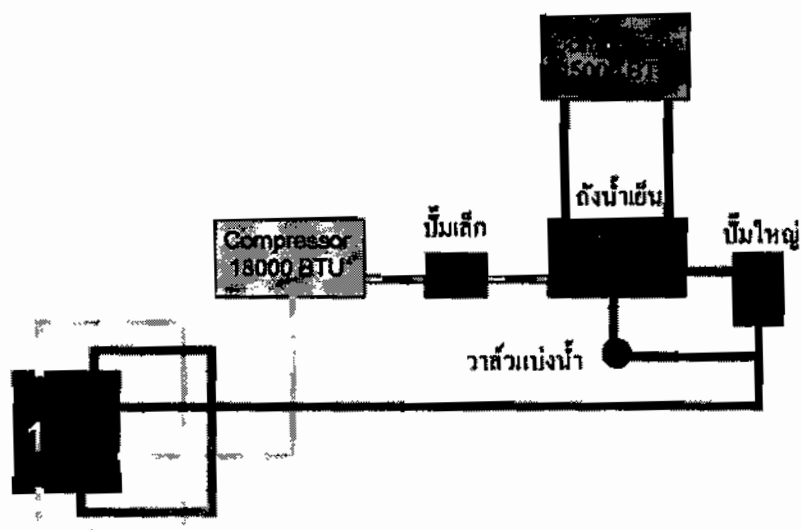 ถังน้ำเย็น
ปั๊มเล็ก
ปั๊มใหญ่
Compressor
18000 BTU
วาล์วแบ่งน้ำ
1